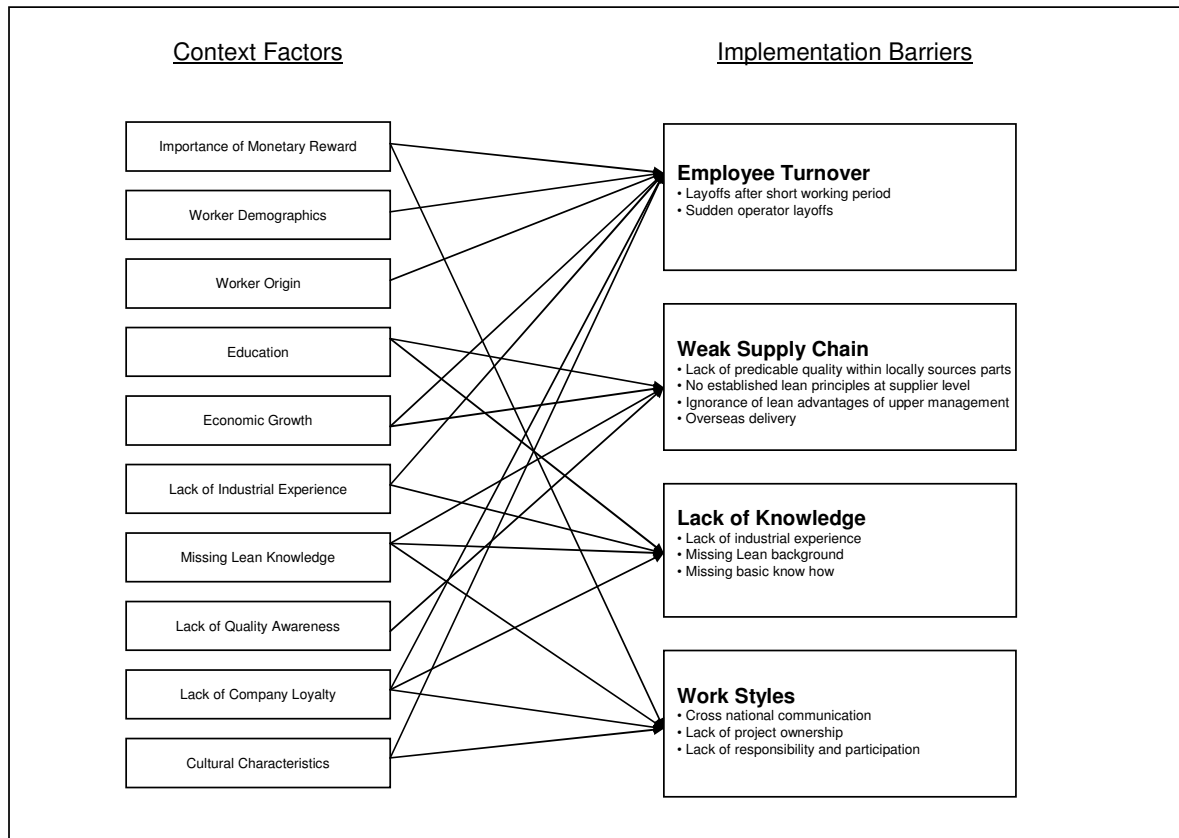 Context Factors
Implementation Barriers
Importance of Monetary Reward
Worker Demographics
Worker Origin
Education
Economic Growth
Lack of Industrial Experience
Missing Lean Knowledge
Lack of Quality Awareness
Lack of Company Loyalty
Cultural Characteristics
Employee Turnover
• Layoffs after short working period
• Sudden operator layoffs
Weak Supply Chain
• Lack of predicable quality within locally sources parts
• No established lean principles at supplier level
• Ignorance of lean advantages of upper management
• Overseas delivery
Lack of Knowledge
• Lack of industrial experience
• Missing Lean background
• Missing basic know how
Work Styles
• Cross national communication
• Lack of project ownership
• Lack of responsibility and participation